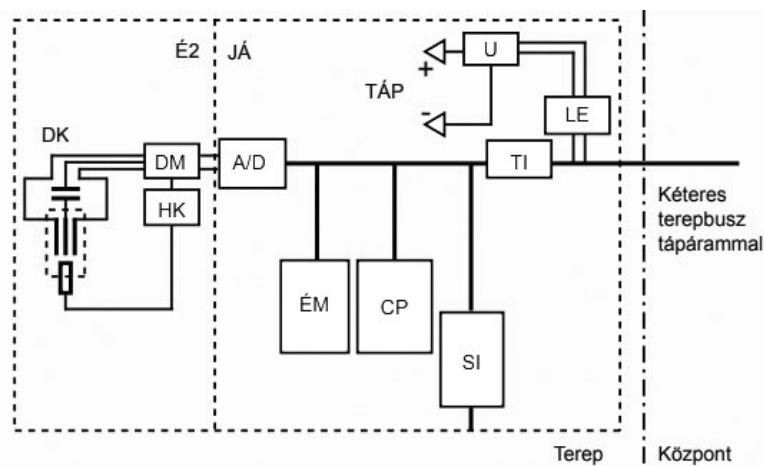 É2
JÁ
U
+
TÁP
-
LE
DK
DM
A/D
TI
HK
Kéteres
terepbusz
tápárammal
ÉM
CP
SI
Terep
Központ